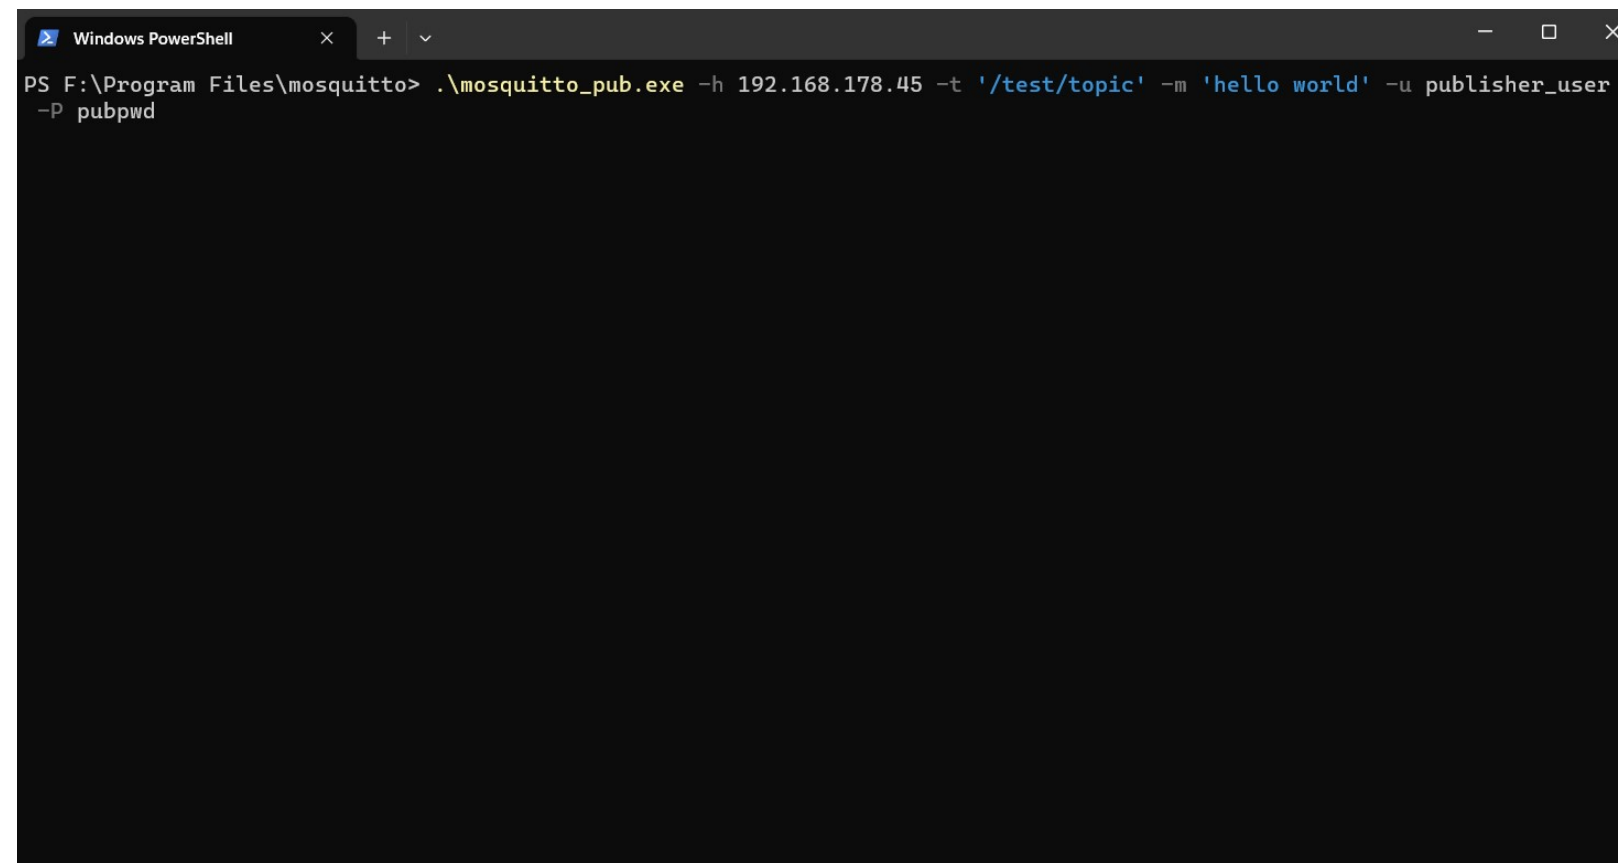 Windows PowerShell
PS F:\Program Files\mosquitto> .\mosquitto_pub.exe -h 192.168.178.45 -t '/test/topic' -m 'hello world' -u publisher_user
-P pubpwd